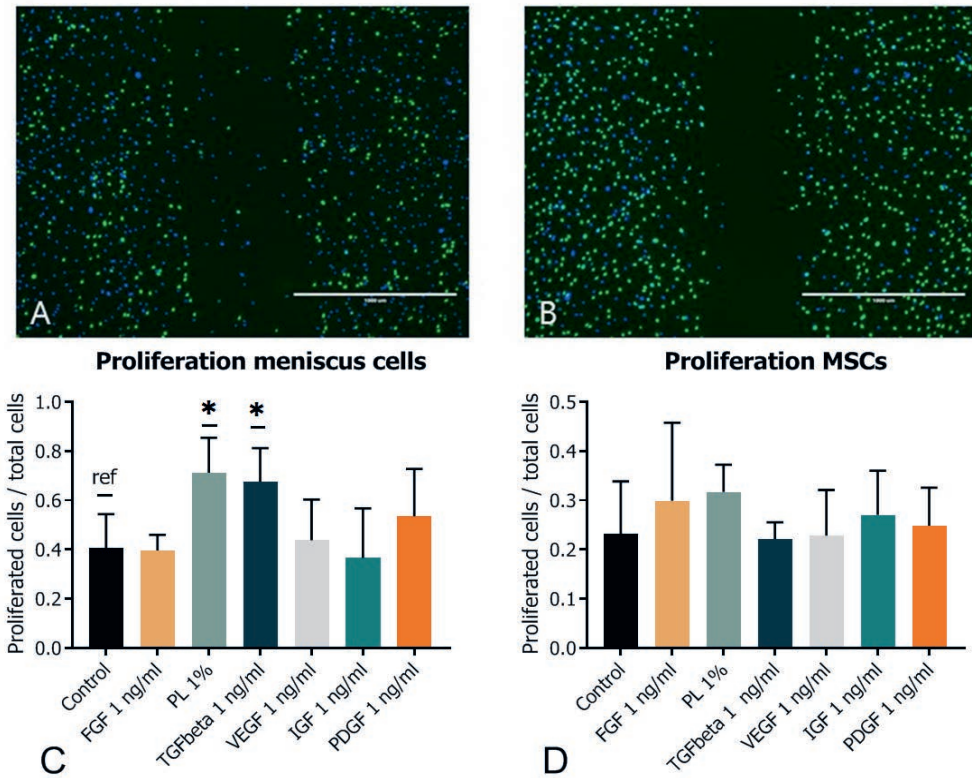 1000 um
A
1000 um
B
Proliferation meniscus cells
Proliferated cells / total cells
1.0
0.8
0.6
0.4
0.2
0.0
ref
*
*
Control
FGF 1 ng/ml
PL 1%
TGFbeta 1 ng/ml
VEGF 1 ng/ml
IGF 1 ng/ml
PDGF 1 ng/ml
C
Proliferation MSCs
Proliferated cells / total cells
0.5
0.4
0.3
0.2
0.1
0.0
Control
FGF 1 ng/ml
PL 1%
TGFbeta 1 ng/ml
VEGF 1 ng/ml
IGF 1 ng/ml
PDGF 1 ng/ml
D